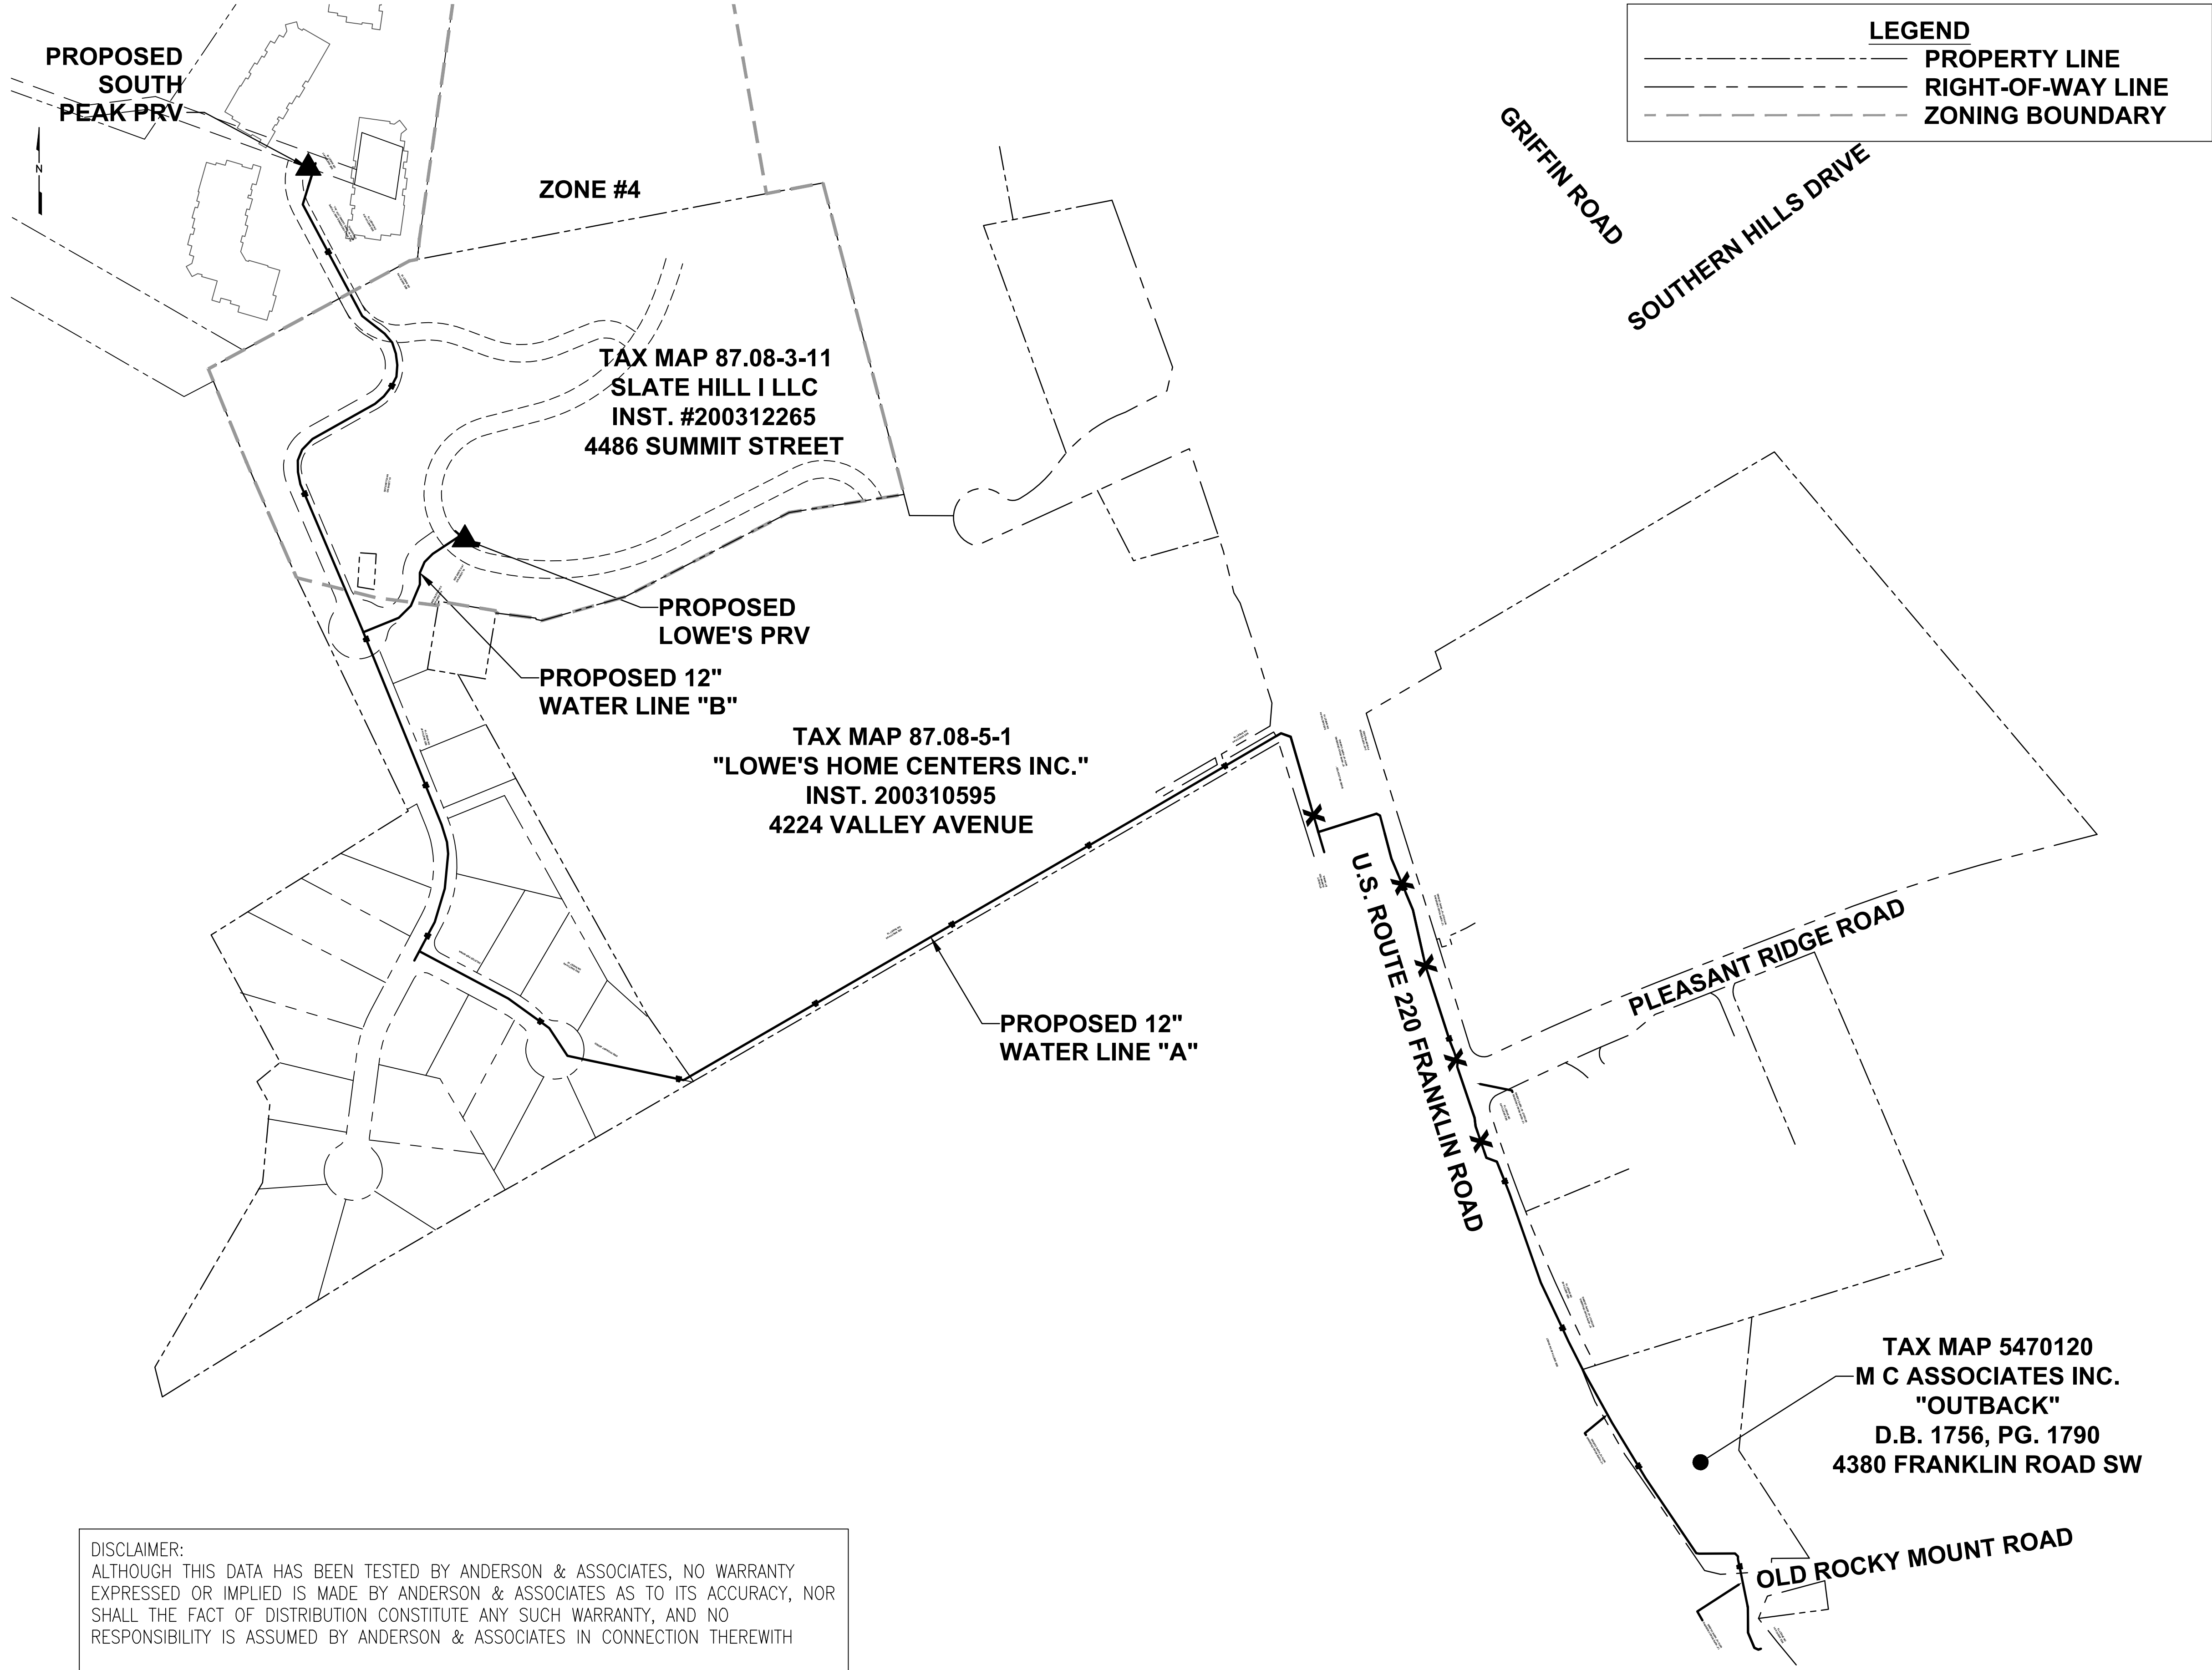 LEGEND
PROPERTY LINE
RIGHT-OF-WAY LINE
ZONING BOUNDARY
PROPOSED
SOUTH
PEAK PRV
N
ZONE #4
GRIFFIN ROAD
SOUTHERN HILLS DRIVE
TAX MAP 87.08-3-11
SLATE HILL I LLC
INST. #200312265
4486 SUMMIT STREET
PROPOSED
LOWE'S PRV
PROPOSED 12"
WATER LINE "B"
TAX MAP 87.08-5-1
"LOWE'S HOME CENTERS INC."
INST. 200310595
4224 VALLEY AVENUE
U.S. ROUTE 220 FRANKLIN ROAD
PLEASANT RIDGE ROAD
PROPOSED 12"
WATER LINE "A"
TAX MAP 5470120
M C ASSOCIATES INC.
"OUTBACK"
D.B. 1756, PG. 1790
4380 FRANKLIN ROAD SW
OLD ROCKY MOUNT ROAD
DISCLAIMER:
ALTHOUGH THIS DATA HAS BEEN TESTED BY ANDERSON & ASSOCIATES, NO WARRANTY
EXPRESSED OR IMPLIED IS MADE BY ANDERSON & ASSOCIATES AS TO ITS ACCURACY, NOR
SHALL THE FACT OF DISTRIBUTION CONSTITUTE ANY SUCH WARRANTY, AND NO
RESPONSIBILITY IS ASSUMED BY ANDERSON & ASSOCIATES IN CONNECTION THEREWITH